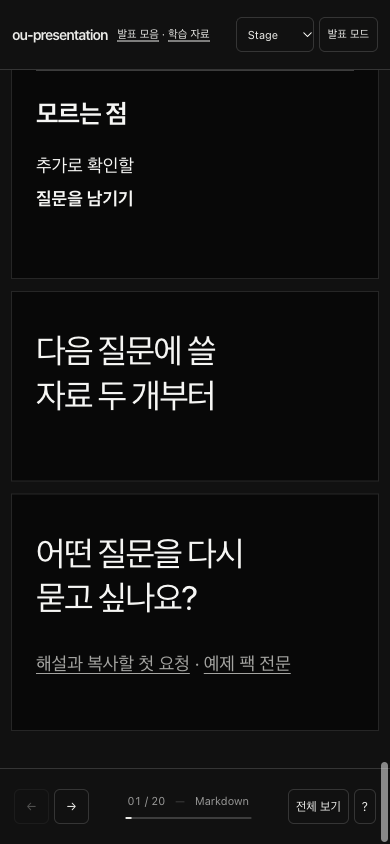 ou-presentation 발표 모음 · 학습 자료 Stage 발표 모드
모르는 점
추가로 확인할
질문을 남기기
다음 질문에 쓸
자료 두 개부터
어떤 질문을 다시
묻고 싶나요?
해설과 복사할 첫 요청 · 예제 팩 전문
← → 01 / 20 — Markdown 전체 보기 ?